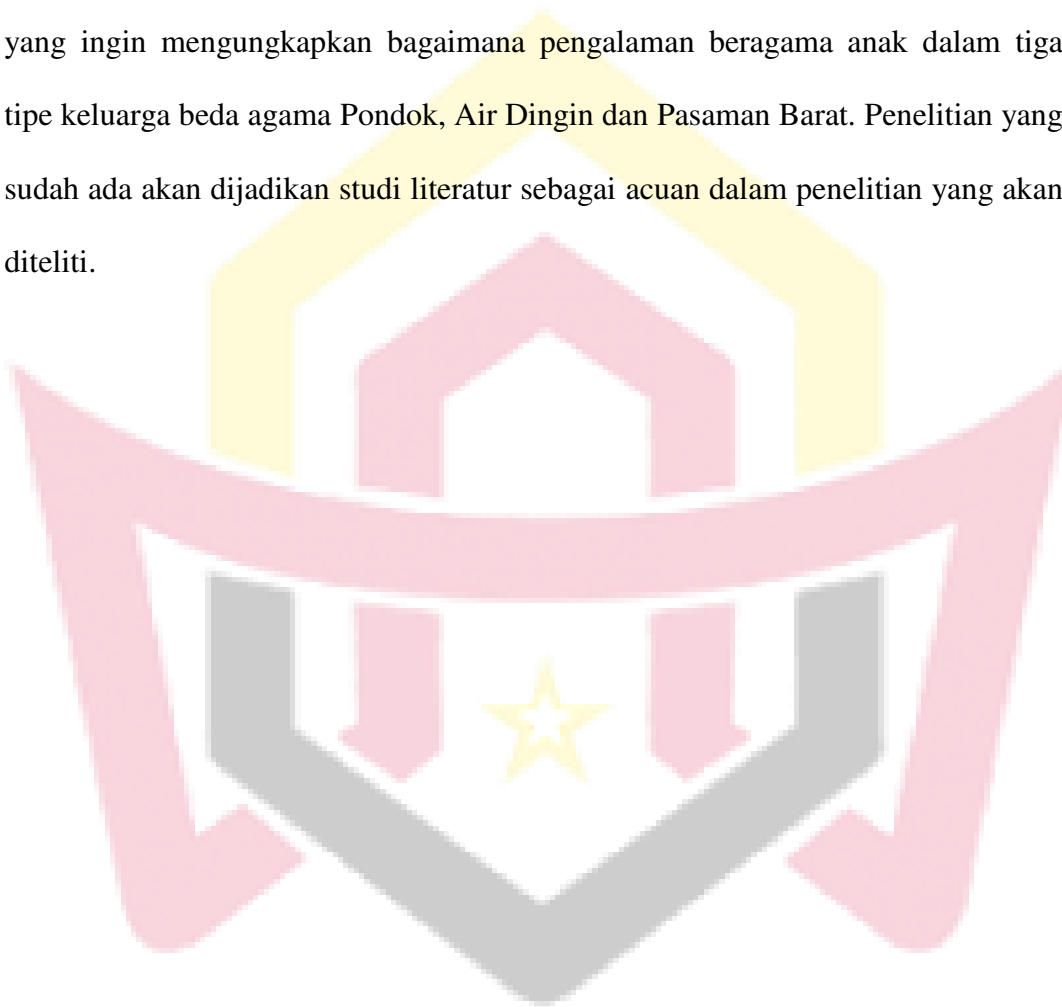 yang ingin mengungkapkan bagaimana pengalaman beragama anak dalam tiga
tipe keluarga beda agama Pondok, Air Dingin dan Pasaman Barat. Penelitian yang
sudah ada akan dijadikan studi literatur sebagai acuan dalam penelitian yang akan
diteliti.